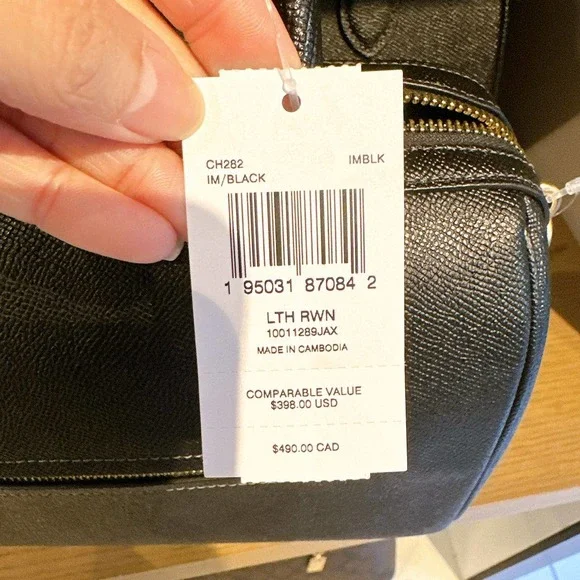 CH282 IMBLK
IM/BLACK
1 95031 87084 2
LTH RWN
10011289JAX
MADE IN CAMBODIA
COMPARABLE VALUE
$398.00 USD
$490.00 CAD